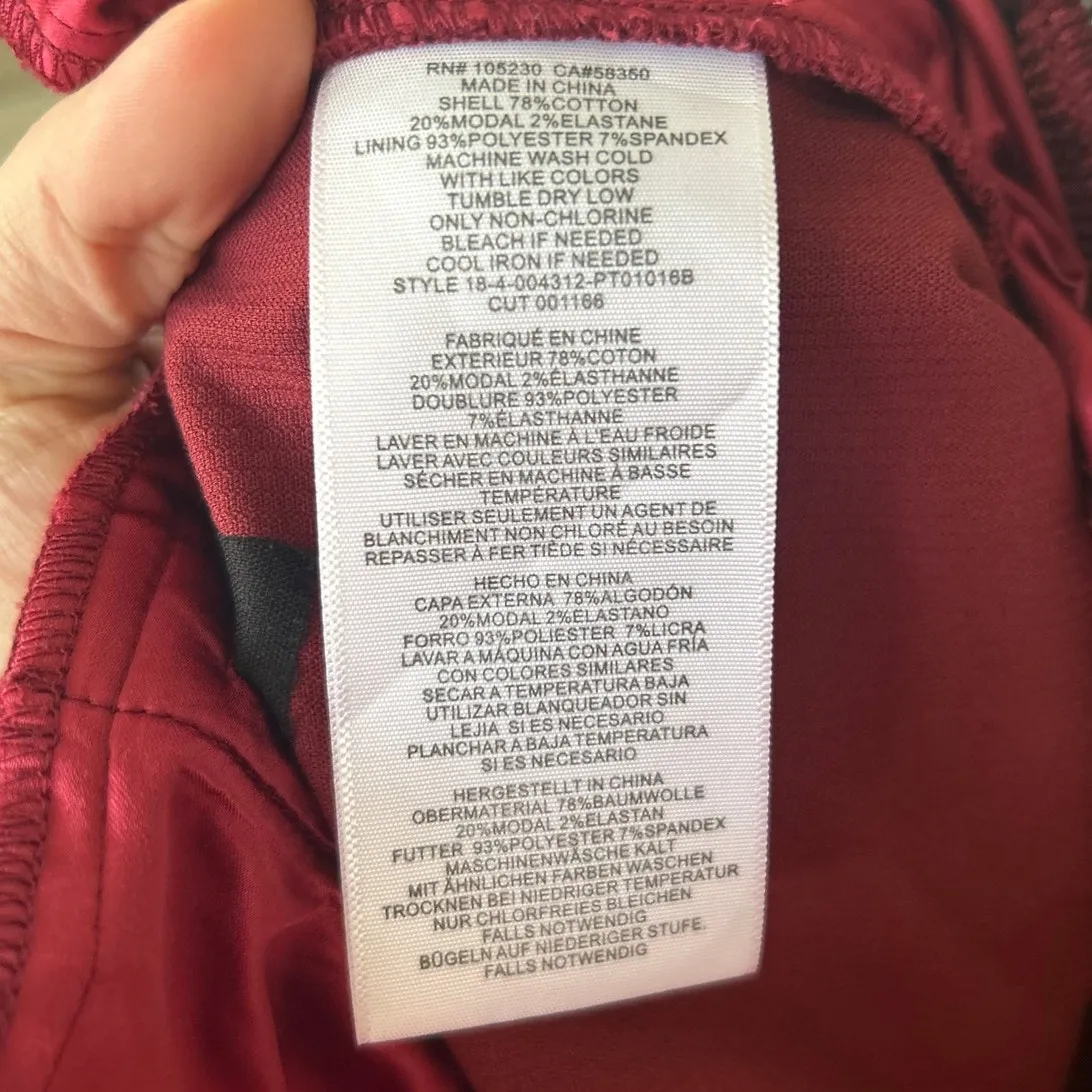 RN# 105230 CA#58350
MADE IN CHINA
SHELL 78%COTTON
20%MODAL 2%ELASTANE
LINING 93%POLYESTER 7%SPANDEX
MACHINE WASH COLD
WITH LIKE COLORS
TUMBLE DRY LOW
ONLY NON-CHLORINE
BLEACH IF NEEDED
COOL IRON IF NEEDED
STYLE 18-4-004312-PT01016B
CUT 001166
FABRIQUÉ EN CHINE
EXTERIEUR 78%COTON
20%MODAL 2%ÉLASTHANNE
DOUBLURE 93%POLYESTER
7%ÉLASTHANNE
LAVER EN MACHINE À L'EAU FROIDE
LAVER AVEC COULEURS SIMILAIRES
SÉCHER EN MACHINE À BASSE
TEMPÉRATURE
UTILISER SEULEMENT UN AGENT DE
BLANCHIMENT NON CHLORÉ AU BESOIN
REPASSER À FER TIÈDE SI NÉCESSAIRE
HECHO EN CHINA
CAPA EXTERNA 78%ALGODÓN
20%MODAL 2%ELASTANO
FORRO 93%POLIESTER 7%LICRA
LAVAR A MÁQUINA CON AGUA FRÍA
CON COLORES SIMILARES
SECAR A TEMPERATURA BAJA
UTILIZAR BLANQUEADOR SIN
LEJIA SI ES NECESARIO
PLANCHAR A BAJA TEMPERATURA
SI ES NECESARIO
HERGESTELLT IN CHINA
OBERMATERIAL 78%BAUMWOLLE
20%MODAL 2%ELASTAN
FUTTER 93%POLYESTER 7%SPANDEX
MASCHINENWÄSCHE KALT
MIT ÄHNLICHEN FARBEN WASCHEN
TROCKNEN BEI NIEDRIGER TEMPERATUR
NUR CHLORFREIES BLEICHEN
FALLS NOTWENDIG
BÜGELN AUF NIEDERIGER STUFE.
FALLS NOTWENDIG